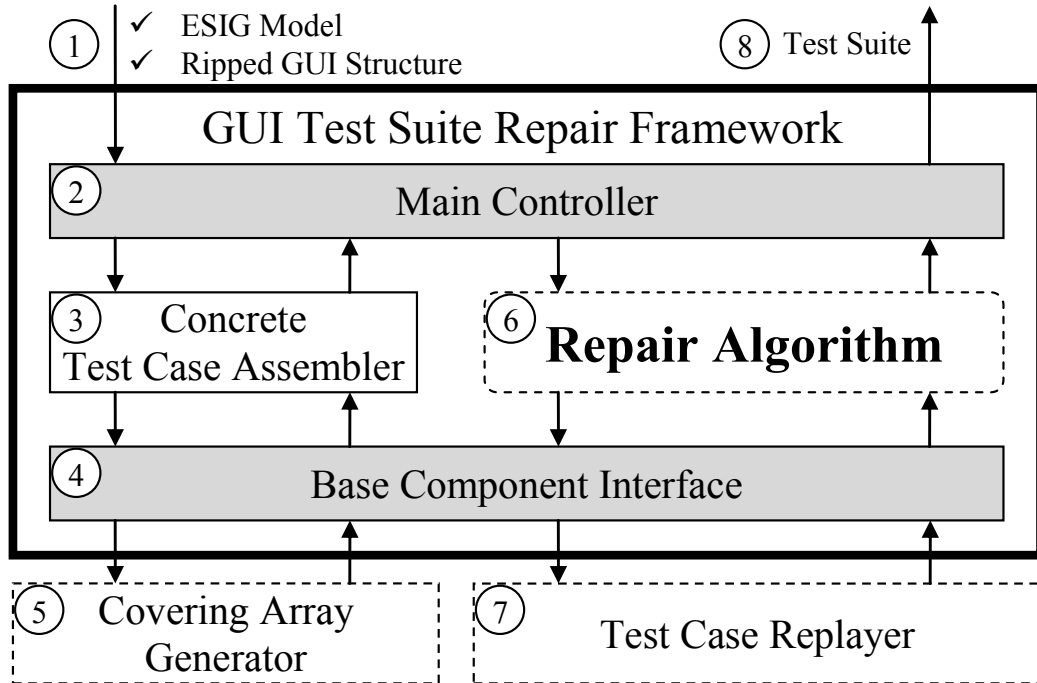 1
✓ ESIG Model
✓ Ripped GUI Structure
8 Test Suite
GUI Test Suite Repair Framework
2
Main Controller
3
Concrete
Test Case Assembler
6
Repair Algorithm
4
Base Component Interface
5
Covering Array
Generator
7
Test Case Replayer